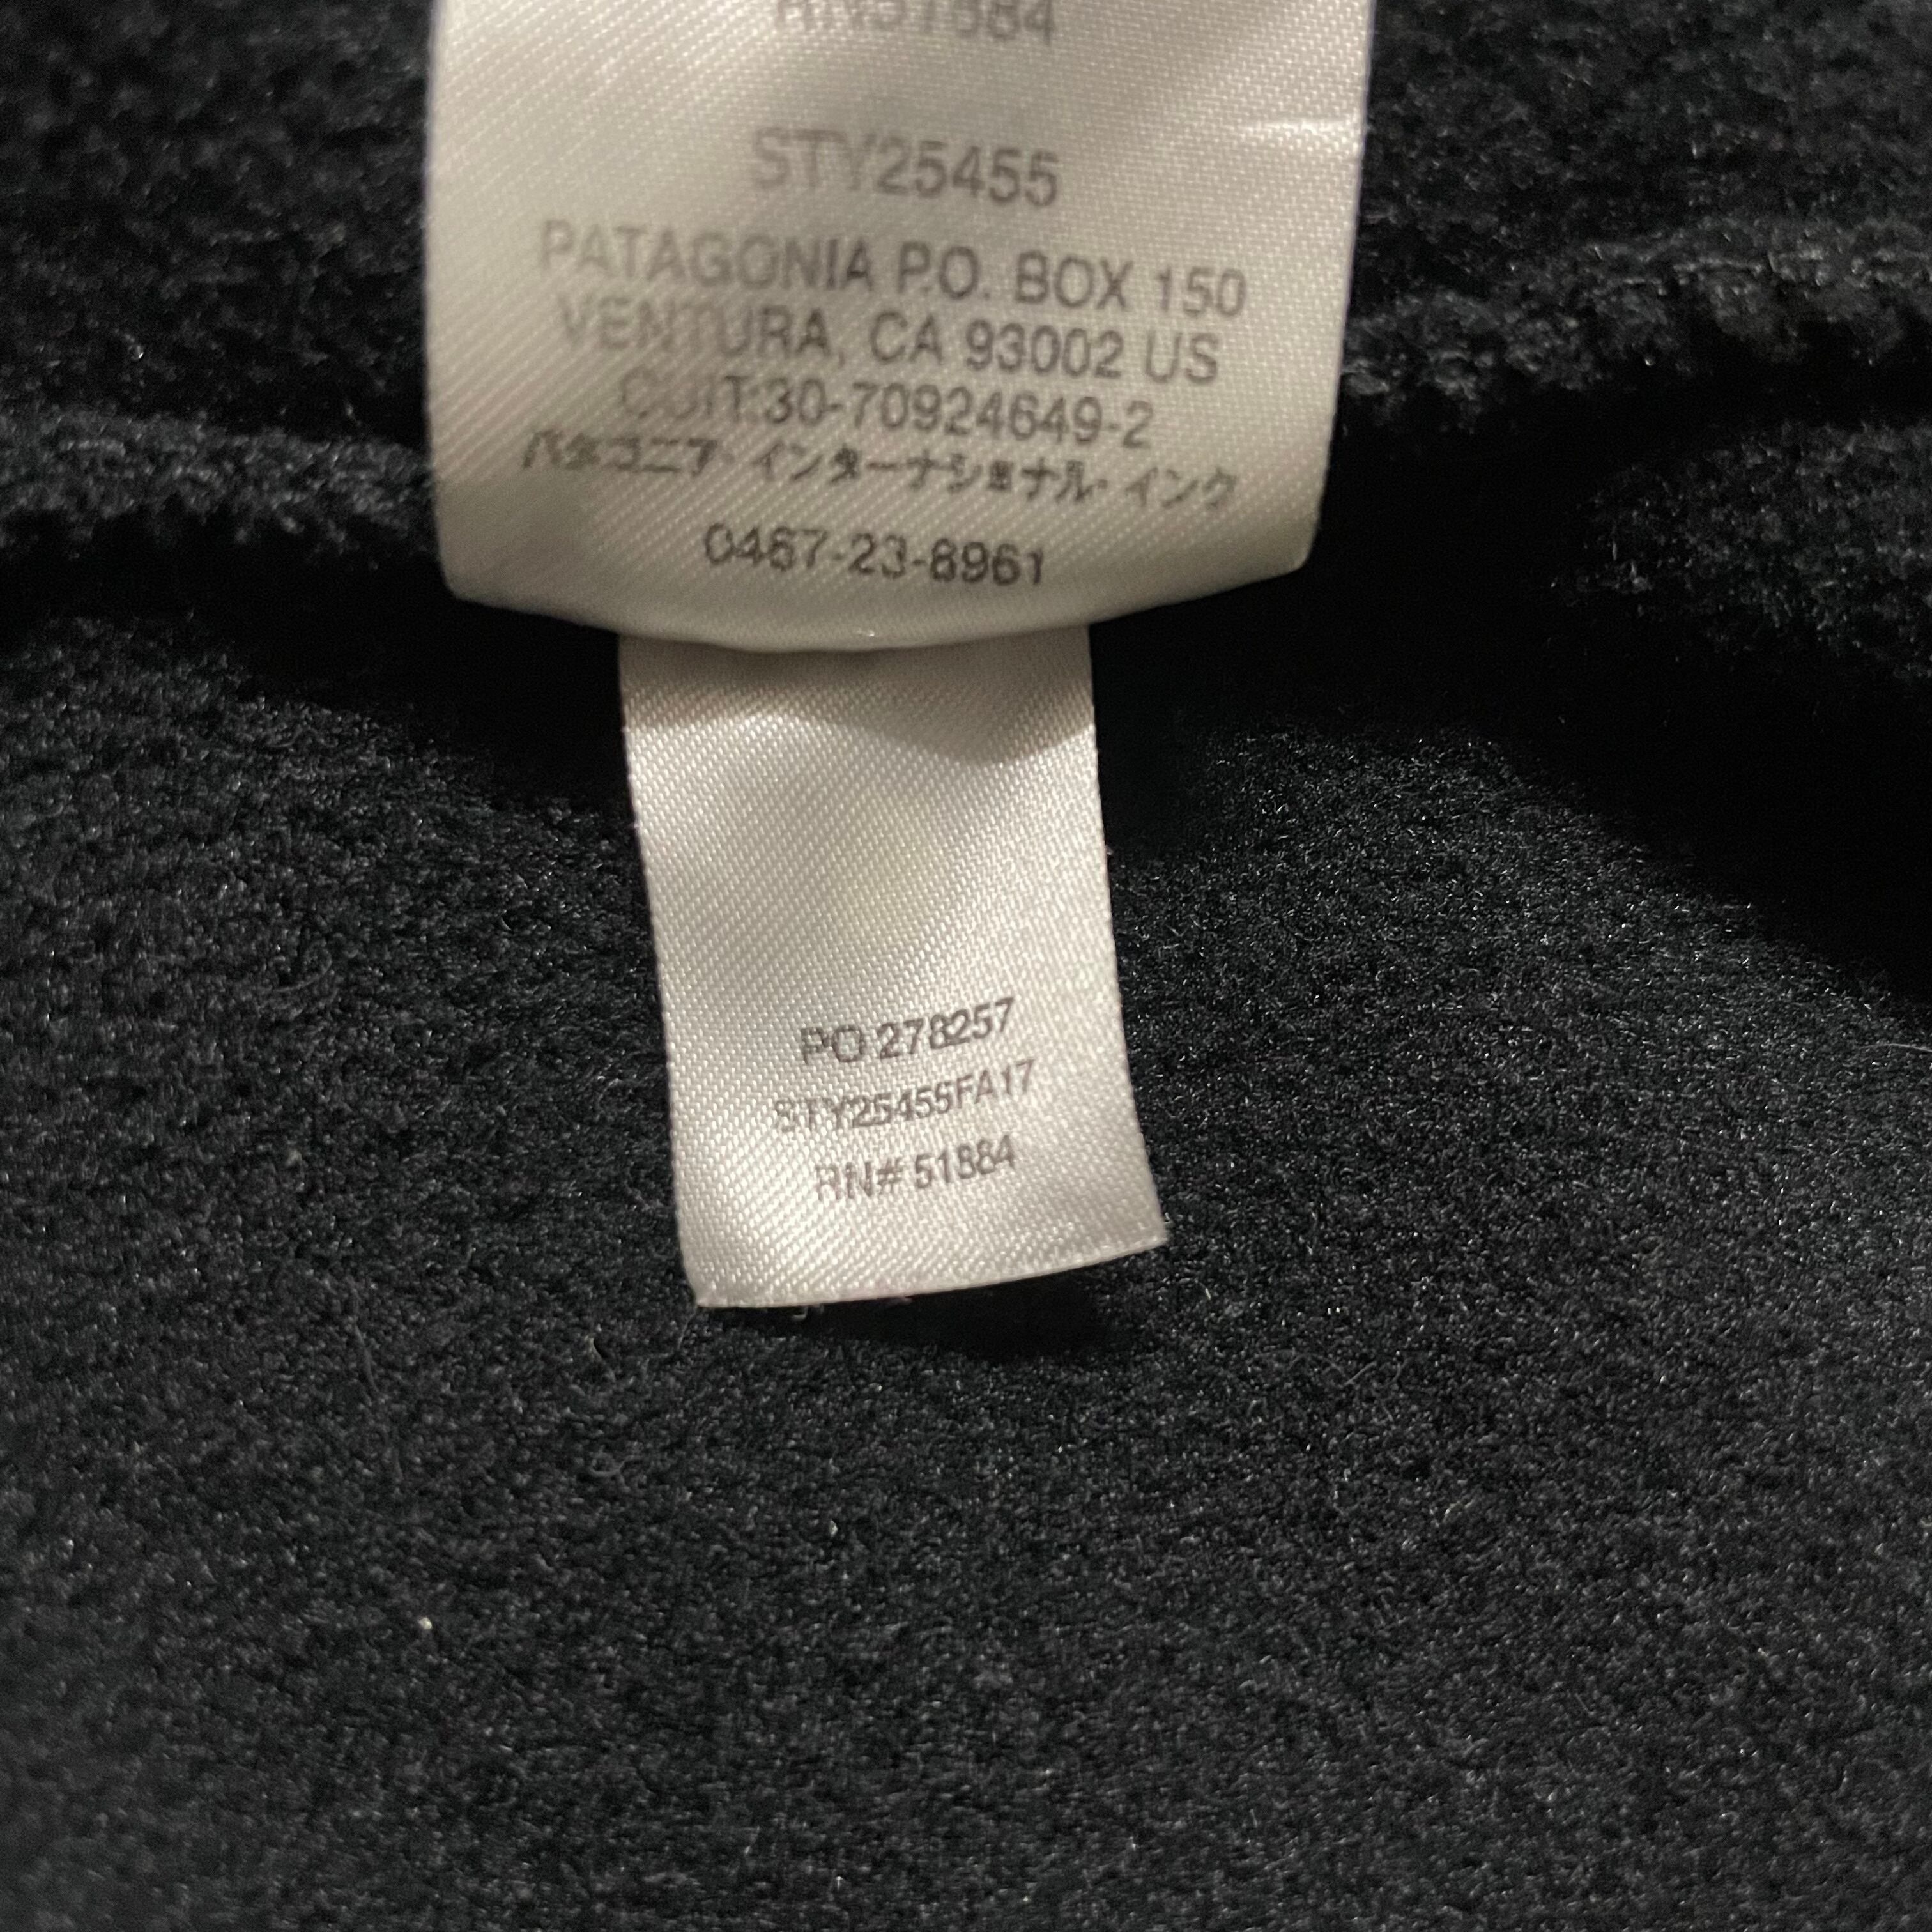 RN51884
STY25455
PATAGONIA P.O. BOX 150
VENTURA, CA 93002 US
CUIT:30-70924649-2
パタゴニア・インターナショナル・インク
0467-23-8961
PO 278257
STY25455FA17
RN# 51884